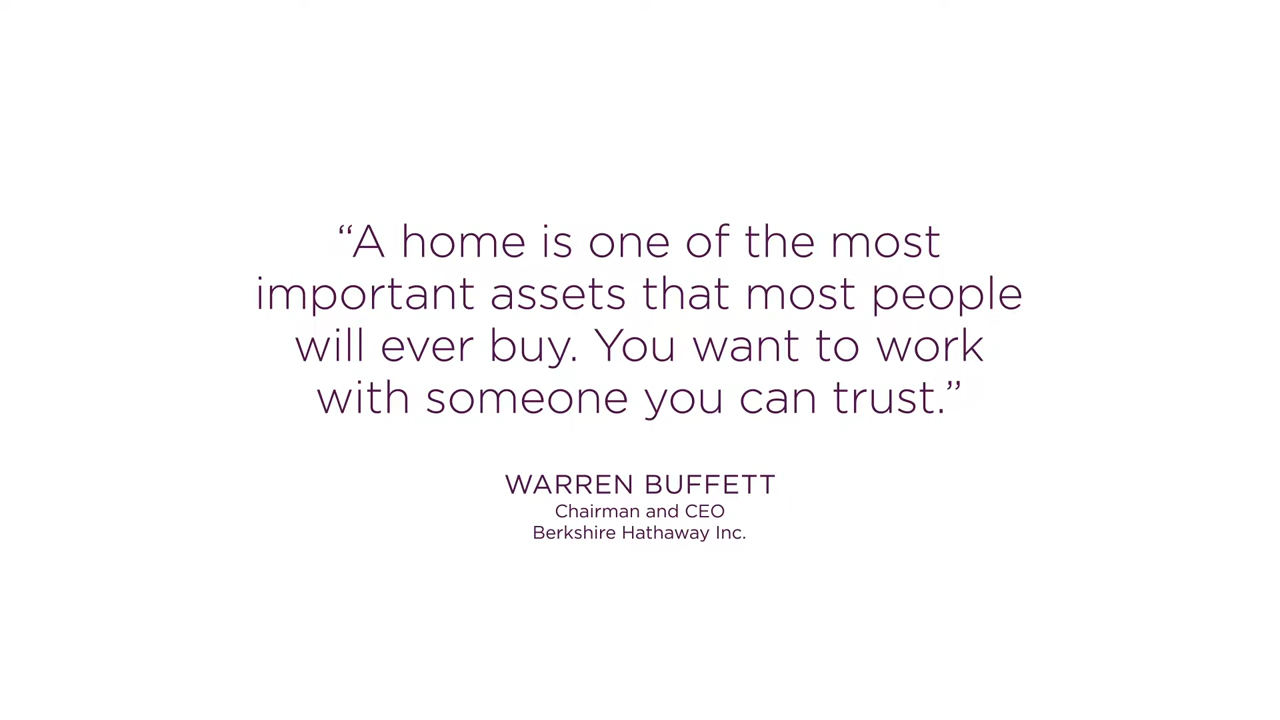 “A home is one of the most
important assets that most people
will ever buy. You want to work
with someone you can trust.”
WARREN BUFFETT
Chairman and CEO
Berkshire Hathaway Inc.